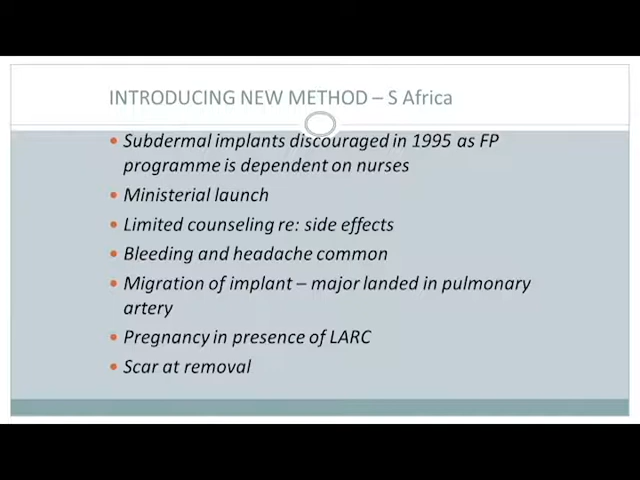 INTRODUCING NEW METHOD – S Africa
• Subdermal implants discouraged in 1995 as FP
programme is dependent on nurses
• Ministerial launch
• Limited counseling re: side effects
• Bleeding and headache common
• Migration of implant – major landed in pulmonary
artery
• Pregnancy in presence of LARC
• Scar at removal